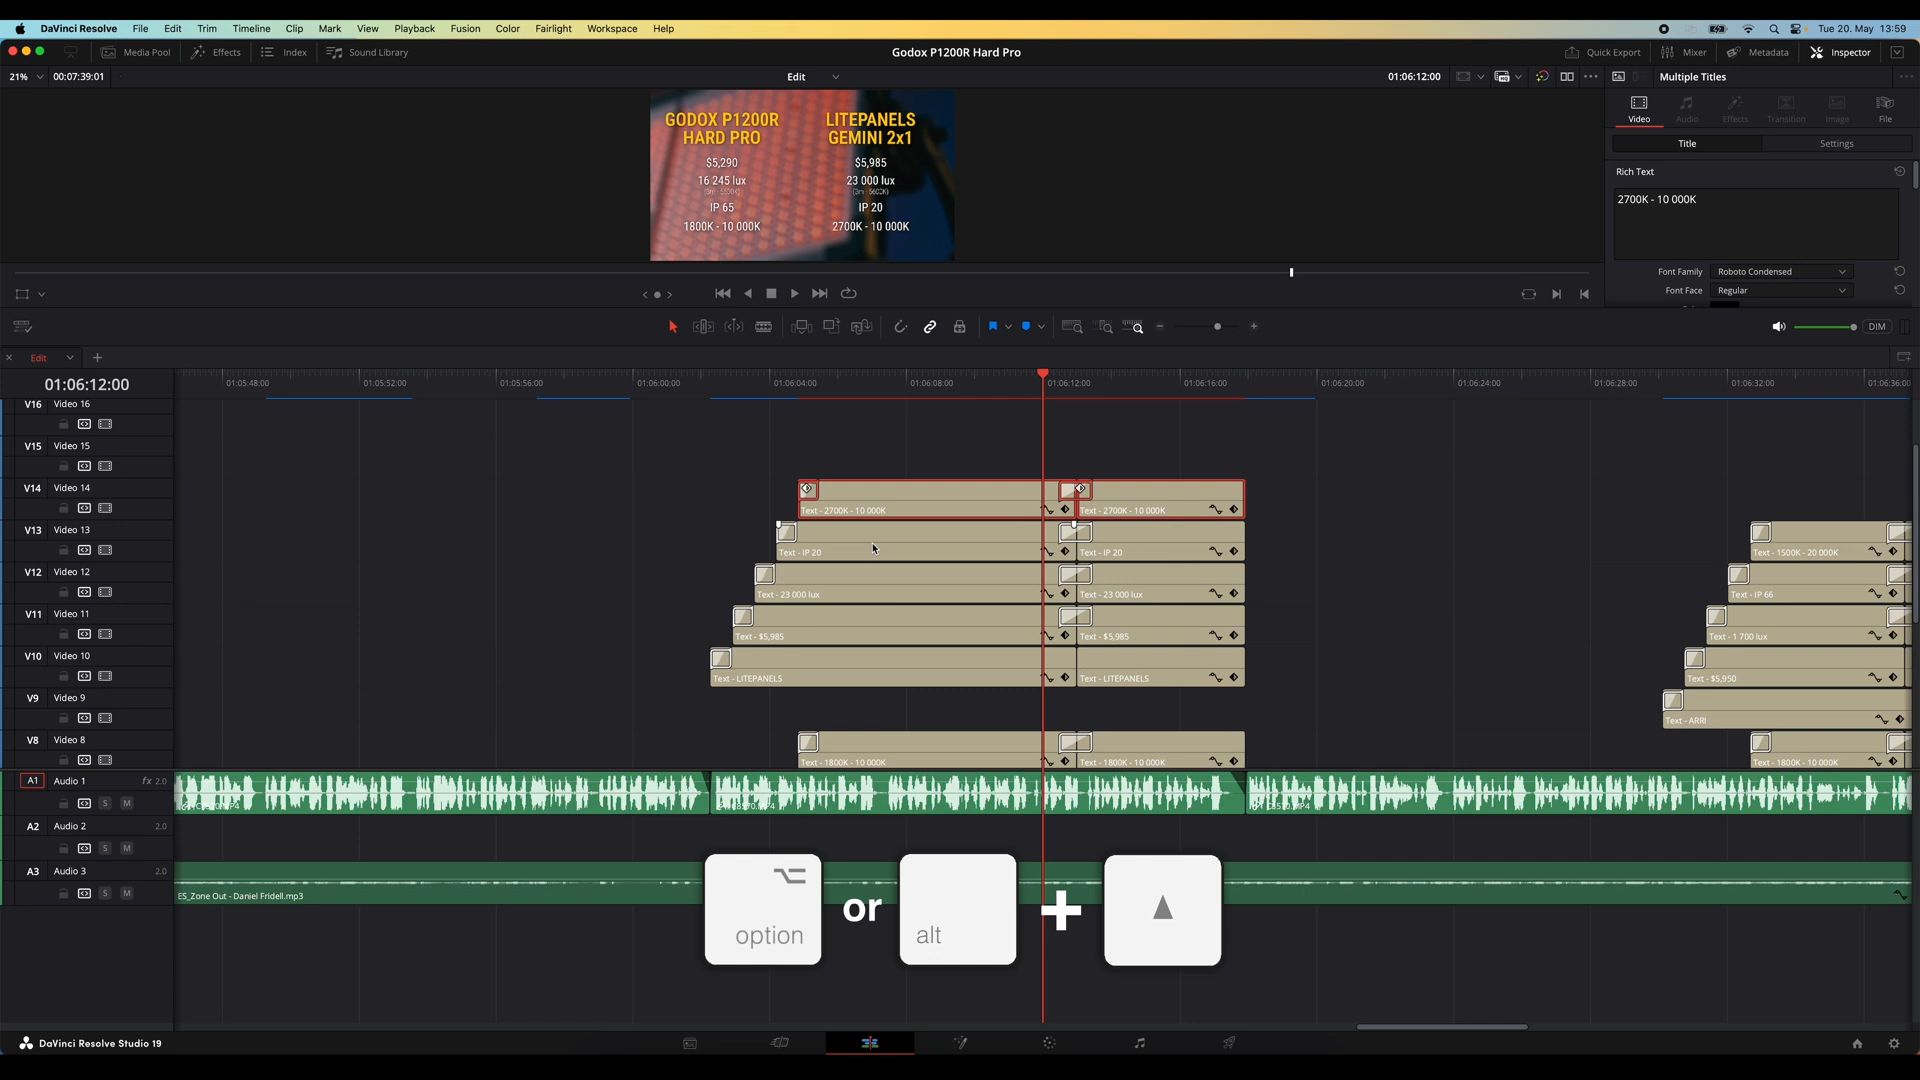 DaVinci Resolve File Edit Trim Timeline Clip Mark View Playback Fusion Color Fairlight Workspace Help Tue 20. May 13:59
Media Pool Effects Index Sound Library Godox P1200R Hard Pro Quick Export Mixer Metadata Inspector
21% 00:07:39:01 Edit 01:06:12:00 Multiple Titles
Video Audio Effects Transition Image File
Title Settings
Rich Text
2700K - 10 000K
Font Family Roboto Condensed
Font Face Regular
GODOX P1200R
HARD PRO
$5,290
16 245 lux
(3m - 5600K)
IP 65
1800K - 10 000K
LITEPANELS
GEMINI 2x1
$5,985
23 000 lux
(3m - 5600K)
IP 20
2700K - 10 000K
DIM
Edit
01:06:12:00
01:05:48:00 01:05:52:00 01:05:56:00 01:06:00:00 01:06:04:00 01:06:08:00 01:06:12:00 01:06:16:00 01:06:20:00 01:06:24:00 01:06:28:00 01:06:32:00 01:06:36:00
V16 Video 16
V15 Video 15
V14 Video 14
Text - 2700K - 10 000K Text - 2700K - 10 000K
V13 Video 13
Text - IP 20 Text - IP 20 Text - 1500K - 20 000K
V12 Video 12
Text - 23 000 lux Text - 23 000 lux Text - IP 66
V11 Video 11
Text - $5,985 Text - $5,985 Text - 1 700 lux
V10 Video 10
Text - LITEPANELS Text - LITEPANELS Text - $5,950
V9 Video 9
Text - ARRI
V8 Video 8
Text - 1800K - 10 000K Text - 1800K - 10 000K Text - 1800K - 10 000K
A1 Audio 1 fx 2.0
S M
A2 Audio 2 2.0
S M
A3 Audio 3 2.0
S M
ES_Zone Out - Daniel Fridell.mp3
option or alt +
DaVinci Resolve Studio 19